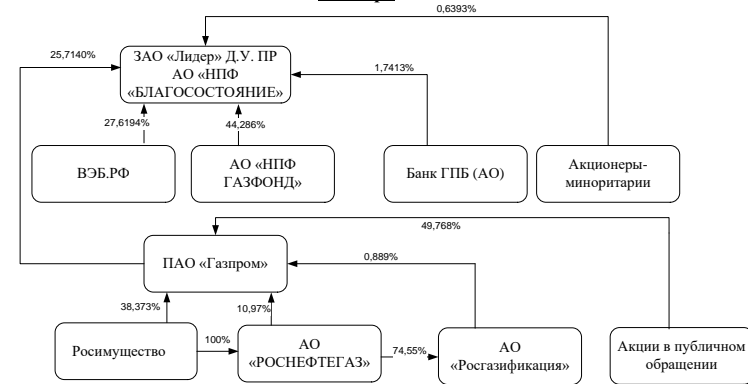 0,6393%
25,7140%
ЗАО «Лидер» Д.У. ПР
АО «НПФ
«БЛАГОСОСТОЯНИЕ»
1,7413%
27,6194%
44,286%
ВЭБ.РФ
АО «НПФ
ГАЗФОНД»
Банк ГПБ (АО)
Акционеры-
миноритарии
49,768%
ПАО «Газпром»
0,889%
38,373%
10,97%
Росимущество
100%
АО
«РОСНЕФТЕГАЗ»
74,55%
АО
«Росгазификация»
Акции в публичном
обращении